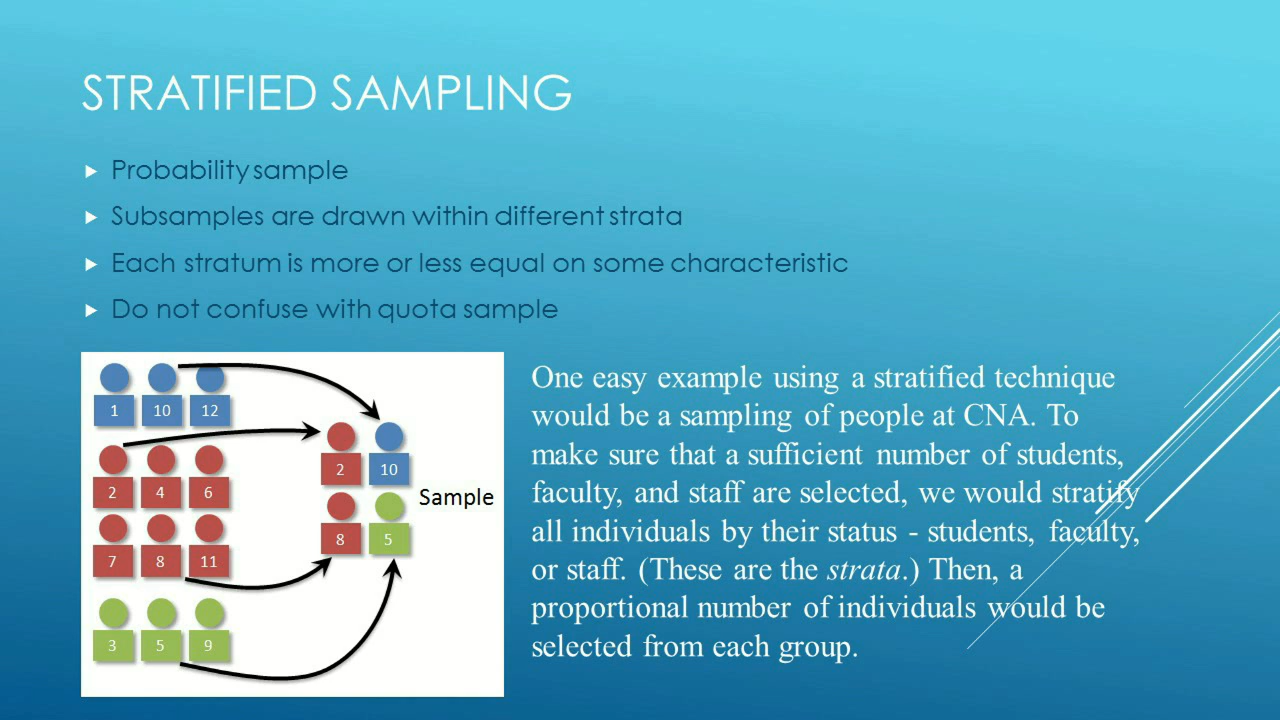 STRATIFIED SAMPLING
Probability sample
Subsamples are drawn within different strata
Each stratum is more or less equal on some characteristic
Do not confuse with quota sample
1 10 12
2 4 6
7 8 11
3 5 9
2 10
8 5
Sample
One easy example using a stratified technique
would be a sampling of people at CNA. To
make sure that a sufficient number of students,
faculty, and staff are selected, we would stratify
all individuals by their status - students, faculty,
or staff. (These are the strata.) Then, a
proportional number of individuals would be
selected from each group.